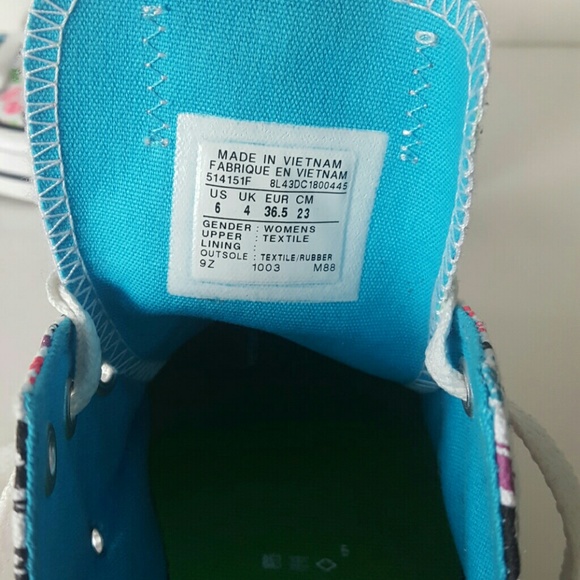 MADE IN VIETNAM
FABRIQUE EN VIETNAM
514151F 8L43DC1800445
US UK EUR CM
6 4 36.5 23
GENDER : WOMENS
UPPER : TEXTILE
LINING :
OUTSOLE : TEXTILE/RUBBER
9Z 1003 M88